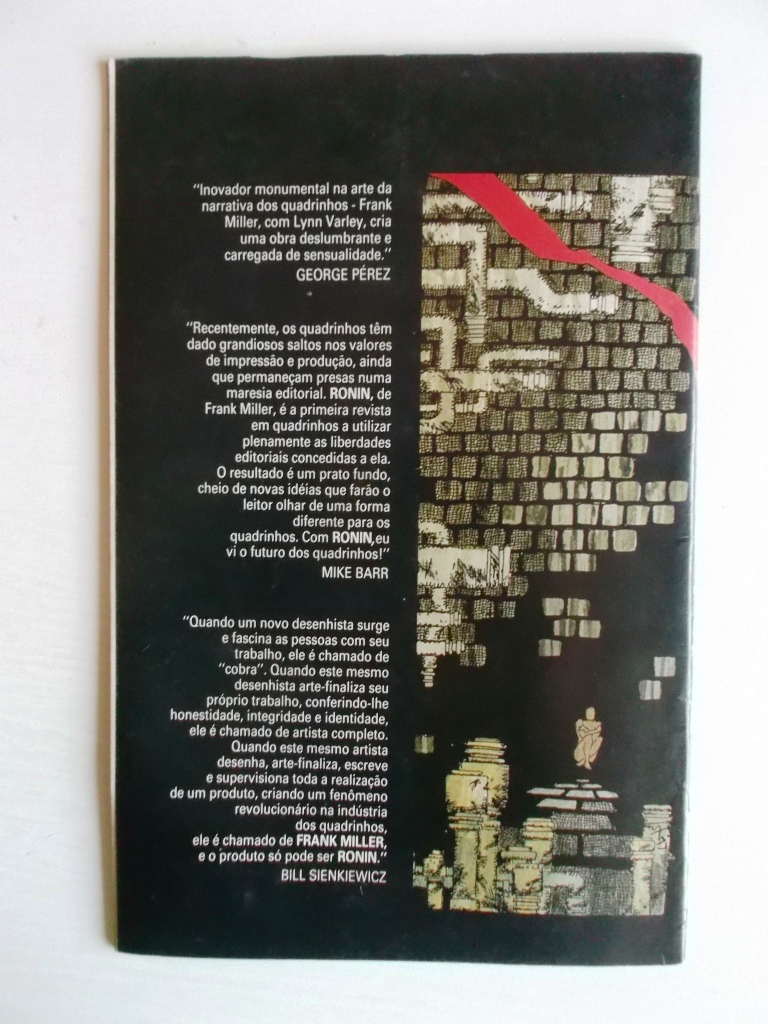 "Inovador monumental na arte da
narrativa dos quadrinhos - Frank
Miller, com Lynn Varley, cria
uma obra deslumbrante e
carregada de sensualidade."
GEORGE PÉREZ
"Recentemente, os quadrinhos têm
dado grandiosos saltos nos valores
de impressão e produção, ainda
que permaneçam presas numa
maresia editorial. RONIN, de
Frank Miller, é a primeira revista
em quadrinhos a utilizar
plenamente as liberdades
editoriais concedidas a ela.
O resultado é um prato fundo,
cheio de novas idéias que farão o
leitor olhar de uma forma
diferente para os
quadrinhos. Com RONIN, eu
vi o futuro dos quadrinhos!"
MIKE BARR
"Quando um novo desenhista surge
e fascina as pessoas com seu
trabalho, ele é chamado de
"cobra". Quando este mesmo
desenhista arte-finaliza seu
próprio trabalho, conferindo-lhe
honestidade, integridade e identidade,
ele é chamado de artista completo.
Quando este mesmo artista
desenha, arte-finaliza, escreve
e supervisiona toda a realização
de um produto, criando um fenômeno
revolucionário na indústria
dos quadrinhos,
ele é chamado de FRANK MILLER,
e o produto só pode ser RONIN."
BILL SIENKIEWICZ